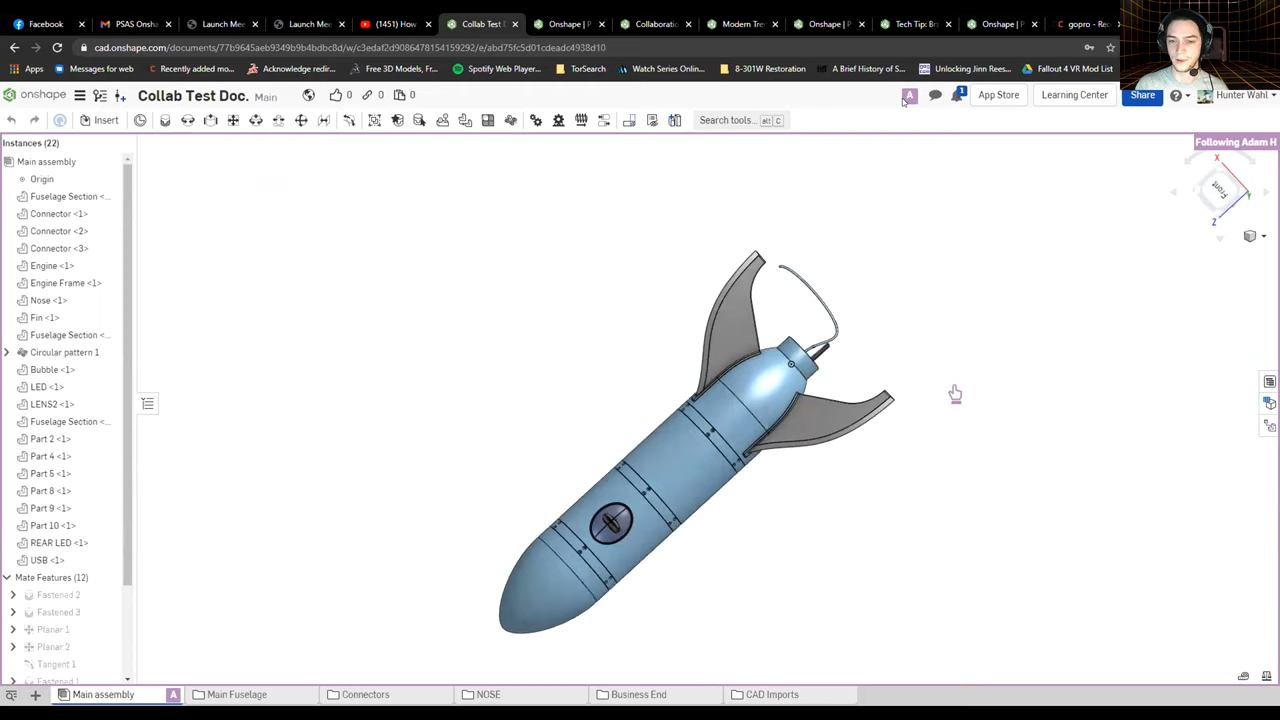 Facebook
PSAS Onsha
Launch Mee
Launch Mee
(1451) How
Collab Test D
Onshape | P
Collaboratio
Modern Tre
Onshape | P
Tech Tip: Bra
Onshape | P
gopro - Rec
cad.onshape.com/documents/77b9645aeb9349b9b4bdbc8d/w/c3edaf2d9086478154159292/e/abd75fc5d01cdeadc4938d10
Apps
Messages for web
Recently added mo...
Acknowledge redir...
Free 3D Models, Fr...
Spotify Web Player...
TorSearch
Watch Series Onlin...
8-301W Restoration
A Brief History of S...
Unlocking Jinn Rees...
Fallout 4 VR Mod List
onshape
Collab Test Doc.
Main
0
0
0
A
1
App Store
Learning Center
Share
Hunter Wahl
Insert
Search tools...
alt
C
Instances (22)
Following Adam H
Main assembly
Origin
Fuselage Section <...
Connector <1>
Connector <2>
Connector <3>
Engine <1>
Engine Frame <1>
Nose <1>
Fin <1>
Fuselage Section <...
Circular pattern 1
Bubble <1>
LED <1>
LENS2 <1>
Fuselage Section <...
Part 2 <1>
Part 4 <1>
Part 5 <1>
Part 8 <1>
Part 9 <1>
Part 10 <1>
REAR LED <1>
USB <1>
Mate Features (12)
Fastened 2
Fastened 3
Planar 1
Planar 2
Tangent 1
Fastened 1
X
Front
Y
Z
Main assembly
A
Main Fuselage
Connectors
NOSE
Business End
CAD Imports